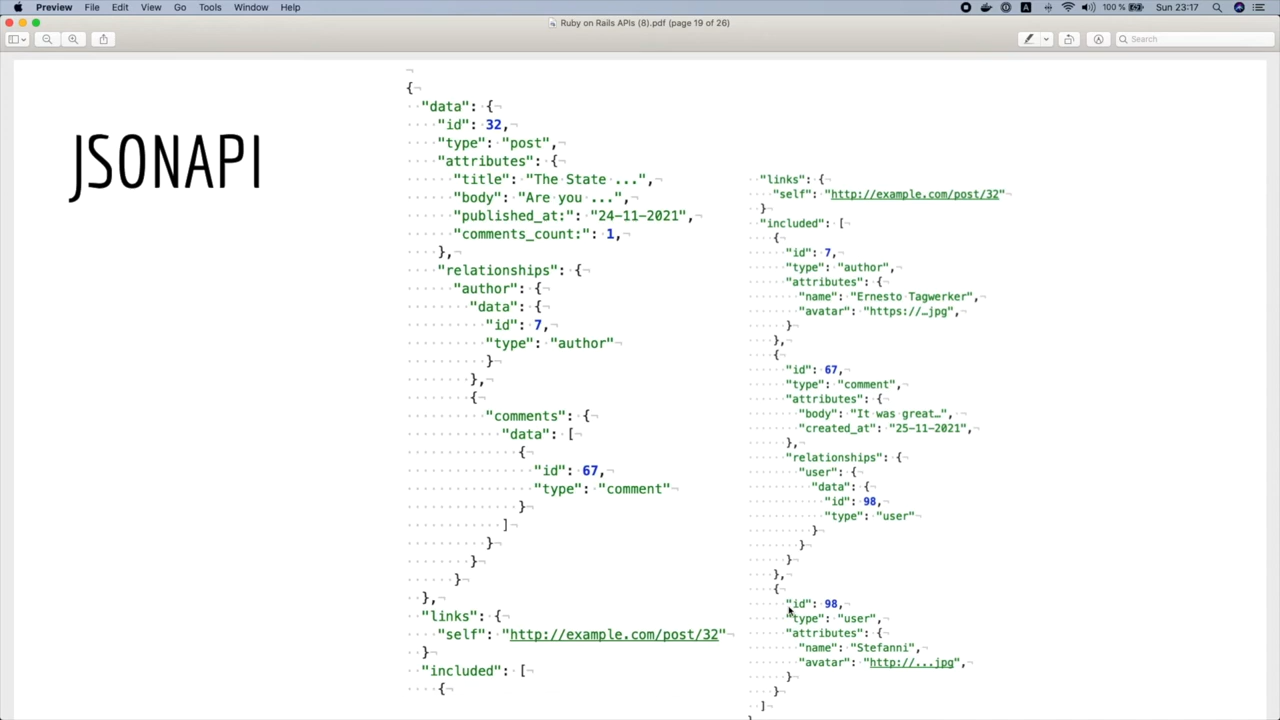 Preview File Edit View Go Tools Window Help 100 % Sun 23:17
Ruby on Rails APIs (8).pdf (page 19 of 26)
Search
JSONAPI
{
"data": {
"id": 32,
"type": "post",
"attributes": {
"title": "The State ...",
"body": "Are you ...",
"published_at:": "24-11-2021",
"comments_count:": 1,
},
"relationships": {
"author": {
"data": {
"id": 7,
"type": "author"
}
},
{
"comments": {
"data": [
{
"id": 67,
"type": "comment"
}
]
}
}
}
},
"links": {
"self": "http://example.com/post/32"
}
"included": [
{
"links": {
"self": "http://example.com/post/32"
}
"included": [
{
"id": 7,
"type": "author",
"attributes": {
"name": "Ernesto Tagwerker",
"avatar": "https://…jpg",
}
},
{
"id": 67,
"type": "comment",
"attributes": {
"body": "It was great…",
"created_at": "25-11-2021",
},
"relationships": {
"user": {
"data": {
"id": 98,
"type": "user"
}
}
}
},
{
"id": 98,
"type": "user",
"attributes": {
"name": "Stefanni",
"avatar": "http://...jpg",
}
}
]
}